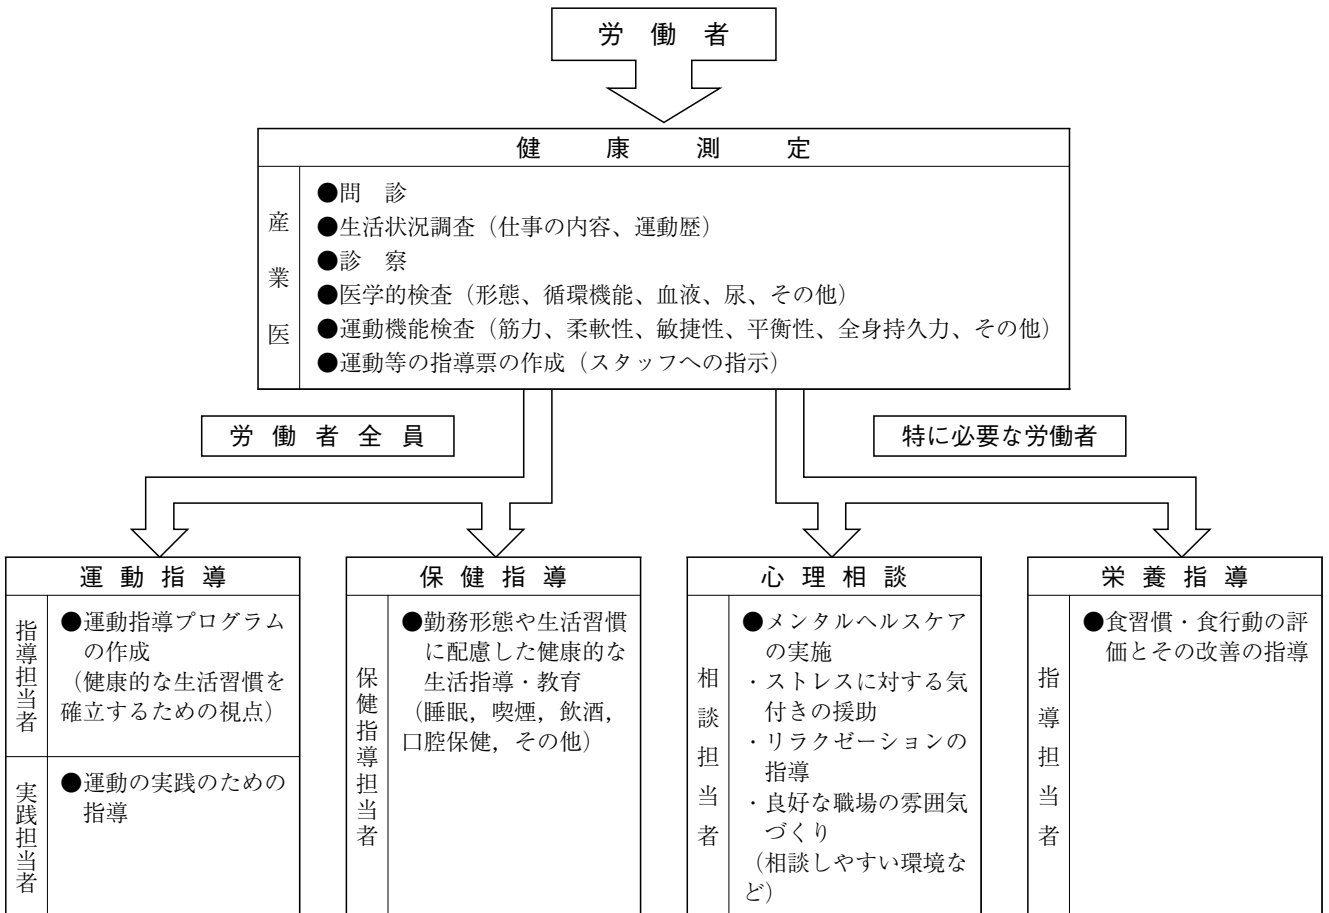 労働者
健康測定
産業医
●問　診
●生活状況調査（仕事の内容、運動歴）
●診　察
●医学的検査（形態、循環機能、血液、尿、その他）
●運動機能検査（筋力、柔軟性、敏捷性、平衡性、全身持久力、その他）
●運動等の指導票の作成（スタッフへの指示）
労働者全員
特に必要な労働者
運動指導
指導担当者
●運動指導プログラム
の作成
（健康的な生活習慣を
確立するための視点）
実践担当者
●運動の実践のための
指導
保健指導
保健指導担当者
●勤務形態や生活習慣
に配慮した健康的な
生活指導・教育
（睡眠，喫煙，飲酒，
口腔保健，その他）
心理相談
相談担当者
●メンタルヘルスケア
の実施
・ストレスに対する気
付きの援助
・リラクゼーションの
指導
・良好な職場の雰囲気
づくり
（相談しやすい環境な
ど）
栄養指導
指導担当者
●食習慣・食行動の評
価とその改善の指導